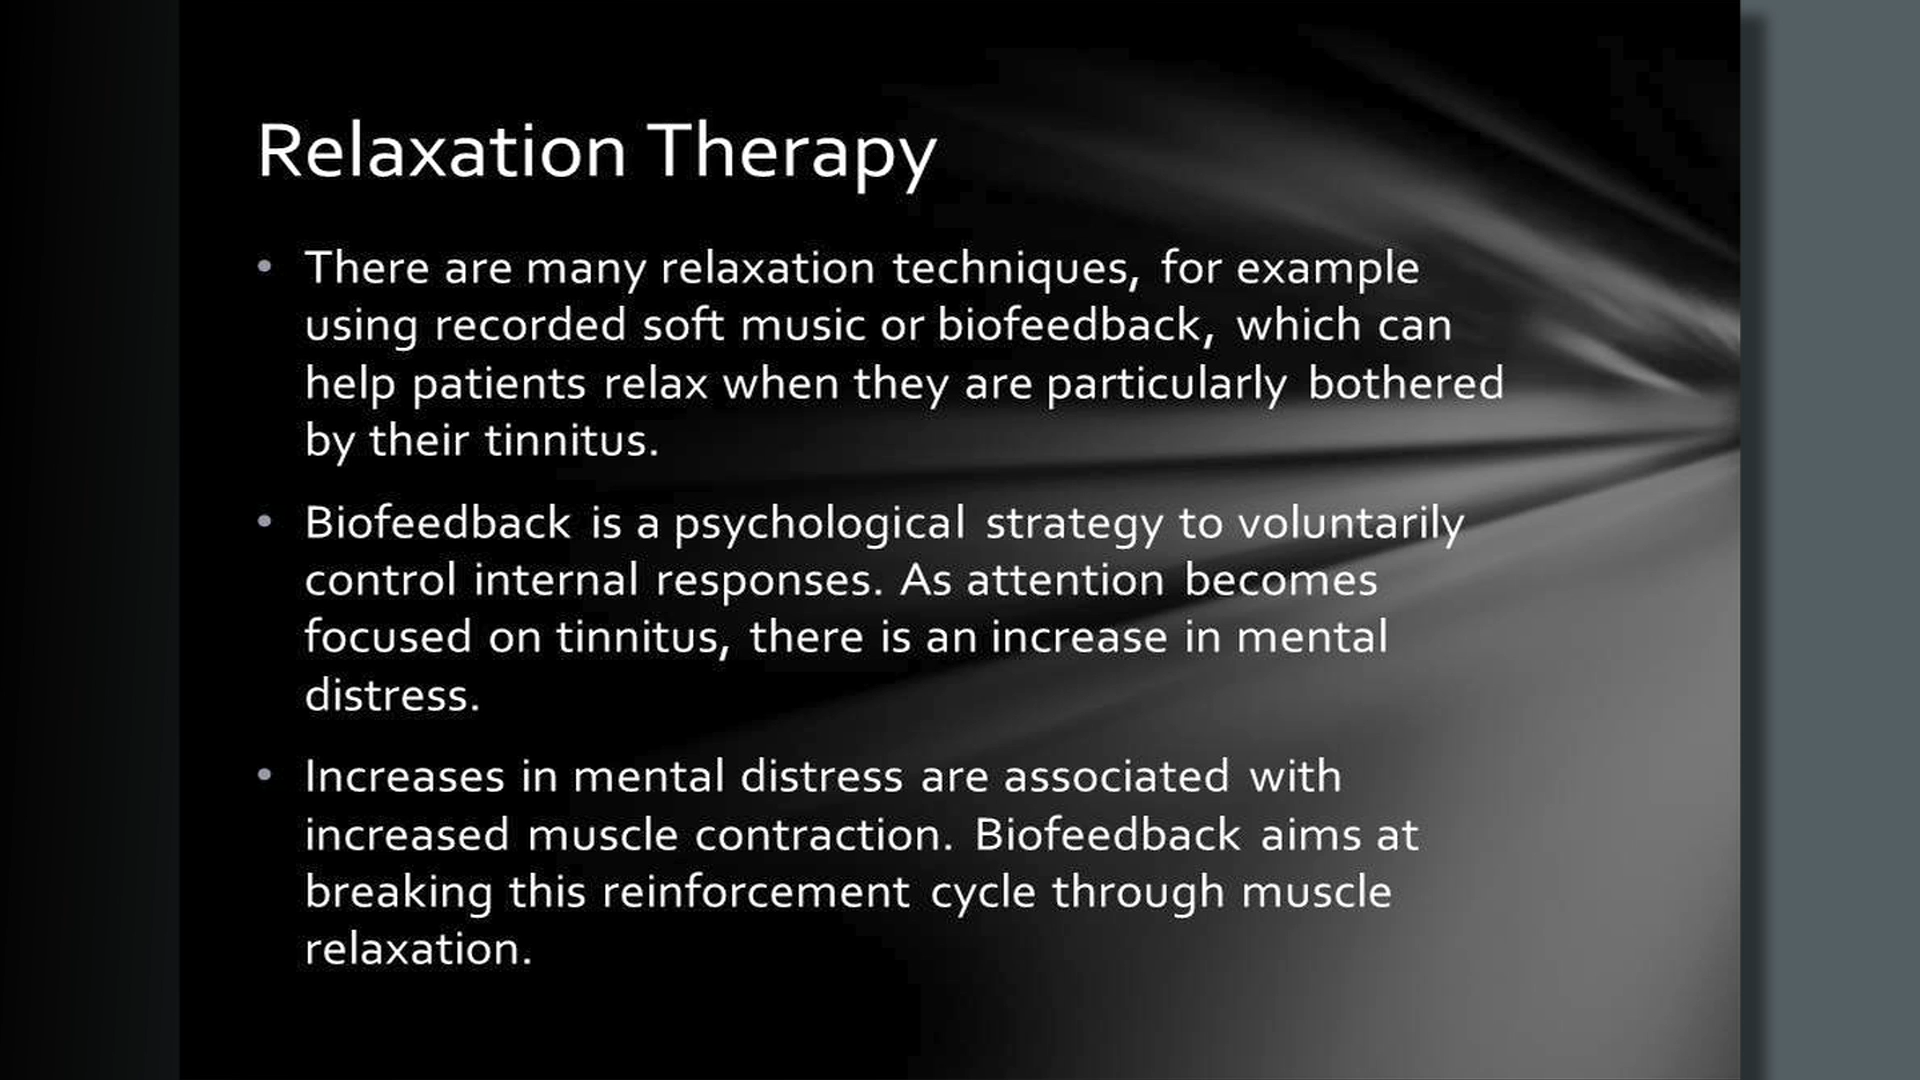 Relaxation Therapy
• There are many relaxation techniques, for example
using recorded soft music or biofeedback, which can
help patients relax when they are particularly bothered
by their tinnitus.
• Biofeedback is a psychological strategy to voluntarily
control internal responses. As attention becomes
focused on tinnitus, there is an increase in mental
distress.
• Increases in mental distress are associated with
increased muscle contraction. Biofeedback aims at
breaking this reinforcement cycle through muscle
relaxation.